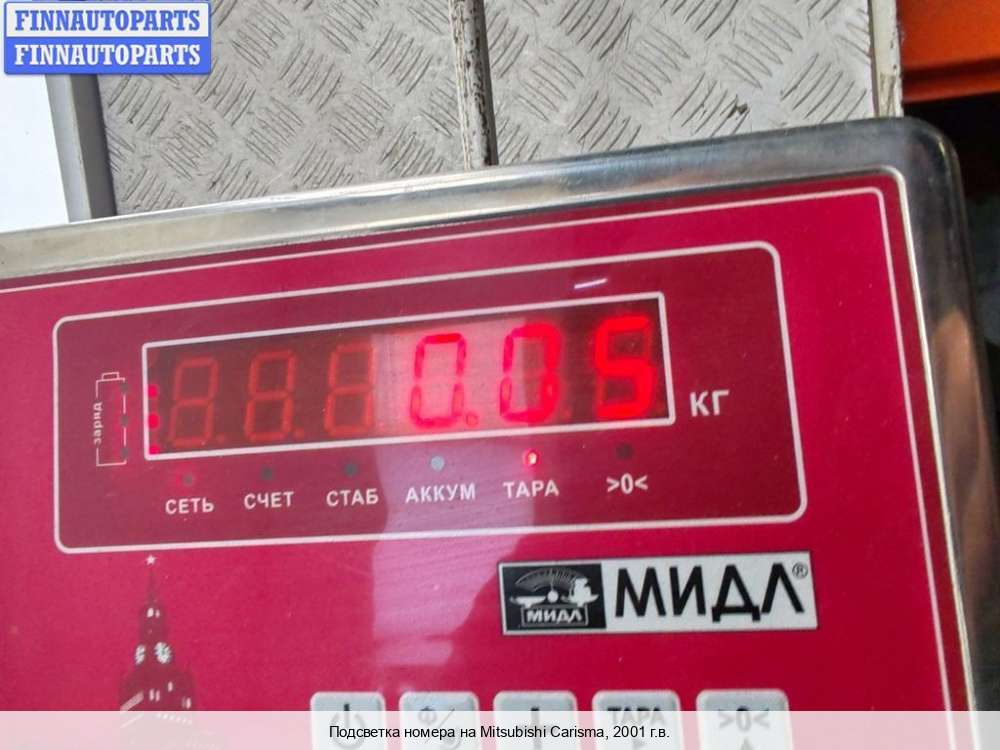 FINNAUTOPARTS
FINNAUTOPARTS
заряд
0.05 КГ
СЕТЬ СЧЕТ СТАБ АККУМ ТАРА >0<
МИДЛ МИДЛ®
ТАРА >0<
Подсветка номера на Mitsubishi Carisma, 2001 г.в.